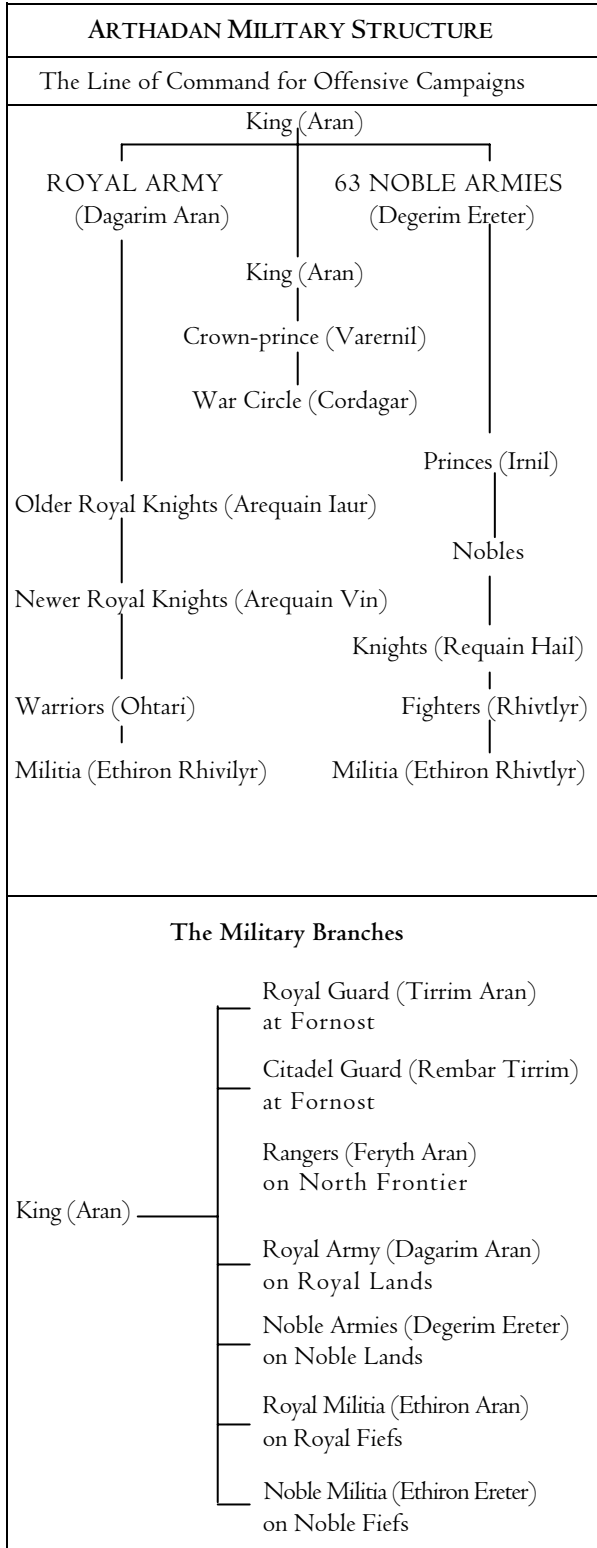 ARTHADAN MILITARY STRUCTURE
The Line of Command for Offensive Campaigns
King (Aran)
ROYAL ARMY
(Dagarim Aran)
63 NOBLE ARMIES
(Degerim Ereter)
King (Aran)
Crown-prince (Varernil)
War Circle (Cordagar)
Princes (Irnil)
Older Royal Knights (Arequain Iaur)
Nobles
Newer Royal Knights (Arequain Vin)
Knights (Requain Hail)
Warriors (Ohtari)
Fighters (Rhivtlyr)
Militia (Ethiron Rhivilyr)
Militia (Ethiron Rhivtlyr)
The Military Branches
Royal Guard (Tirrim Aran)
at Fornost
Citadel Guard (Rembar Tirrim)
at Fornost
Rangers (Feryth Aran)
on North Frontier
King (Aran)
Royal Army (Dagarim Aran)
on Royal Lands
Noble Armies (Degerim Ereter)
on Noble Lands
Royal Militia (Ethiron Aran)
on Royal Fiefs
Noble Militia (Ethiron Ereter)
on Noble Fiefs